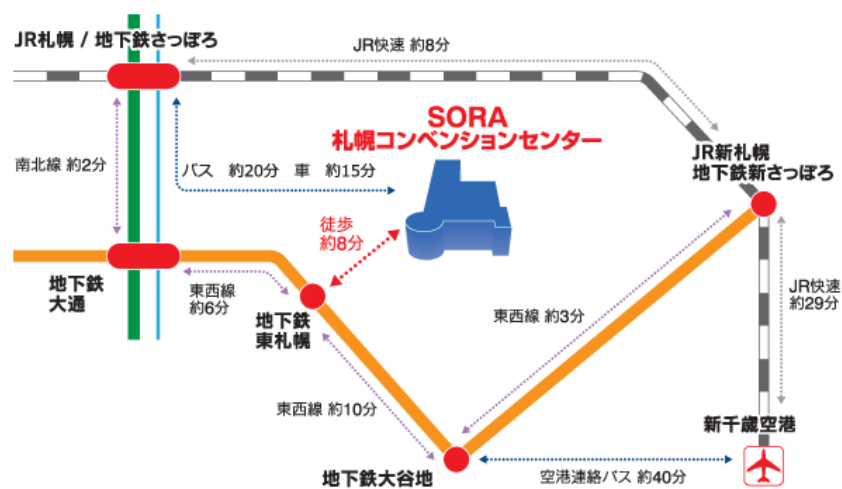 JR札幌 / 地下鉄さっぽろ
JR快速 約8分
SORA
札幌コンベンションセンター
JR新札幌
地下鉄新さっぽろ
南北線 約2分
バス 約20分 車 約15分
徒歩
約8分
地下鉄
大通
東西線
約6分
JR快速
約29分
地下鉄
東札幌
東西線 約3分
東西線 約10分
新千歳空港
地下鉄大谷地
空港連絡バス 約40分